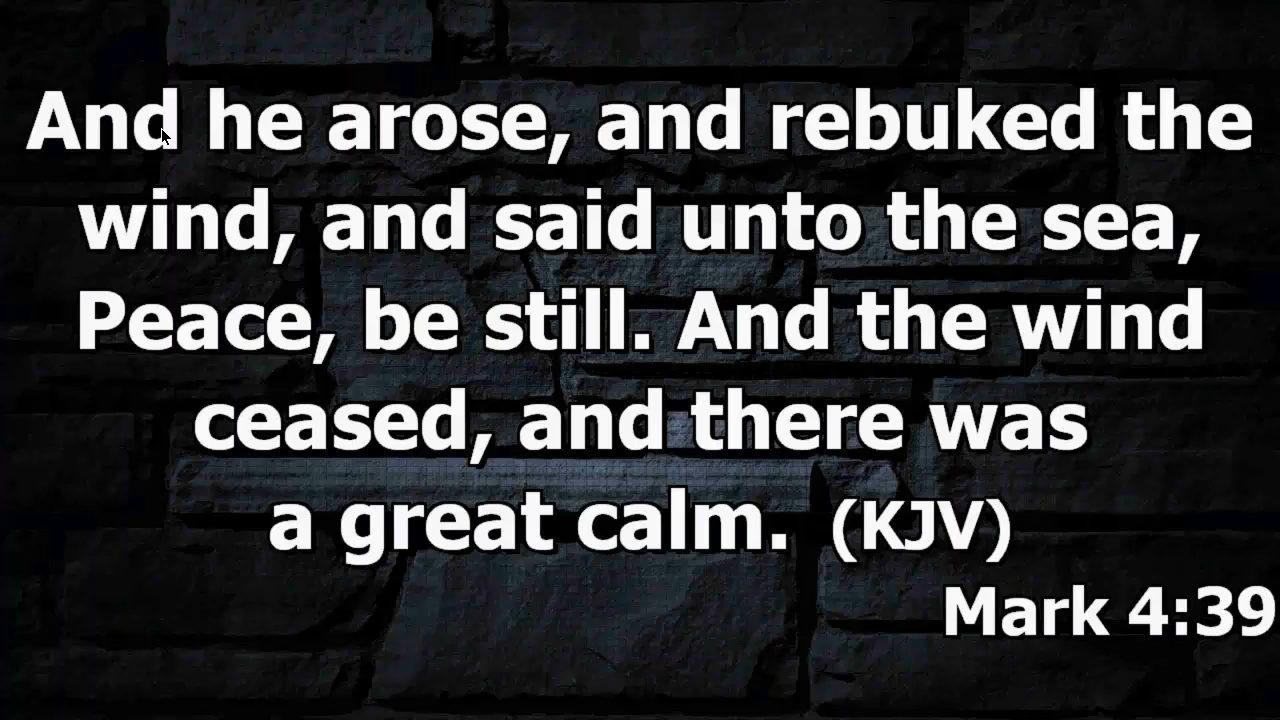 And he arose, and rebuked the
wind, and said unto the sea,
Peace, be still. And the wind
ceased, and there was
a great calm. (KJV)
Mark 4:39